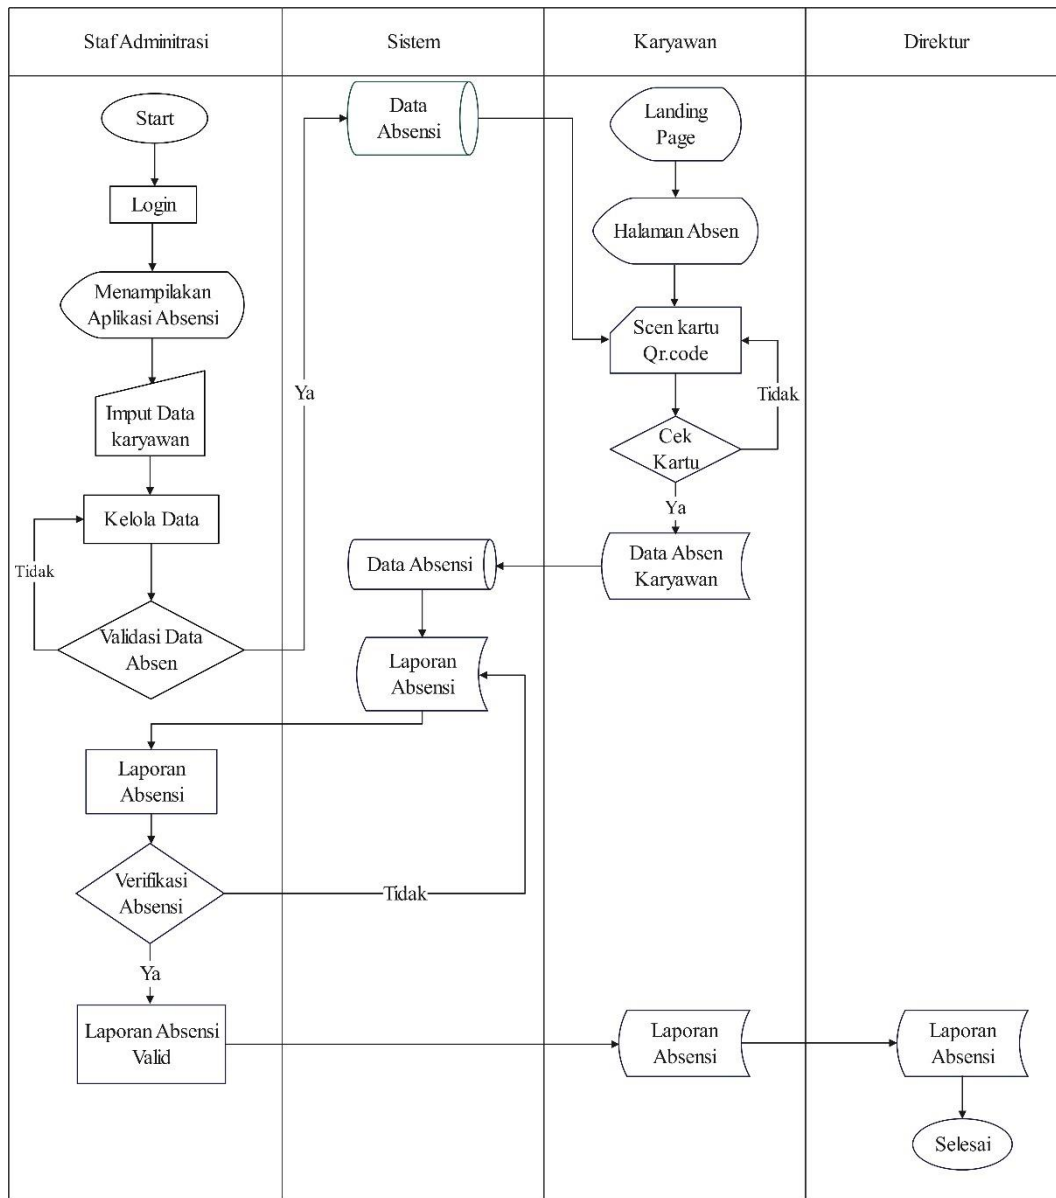 Staf Adminitrasi
Sistem
Karyawan
Direktur
Start
Login
Menampilakan
Aplikasi Absensi
Imput Data
karyawan
Kelola Data
Tidak
Validasi Data
Absen
Ya
Data
Absensi
Landing
Page
Halaman Absen
Scen kartu
Qr.code
Tidak
Cek
Kartu
Ya
Data Absen
Karyawan
Data Absensi
Laporan
Absensi
Laporan
Absensi
Verifikasi
Absensi
Tidak
Ya
Laporan Absensi
Valid
Laporan
Absensi
Laporan
Absensi
Selesai